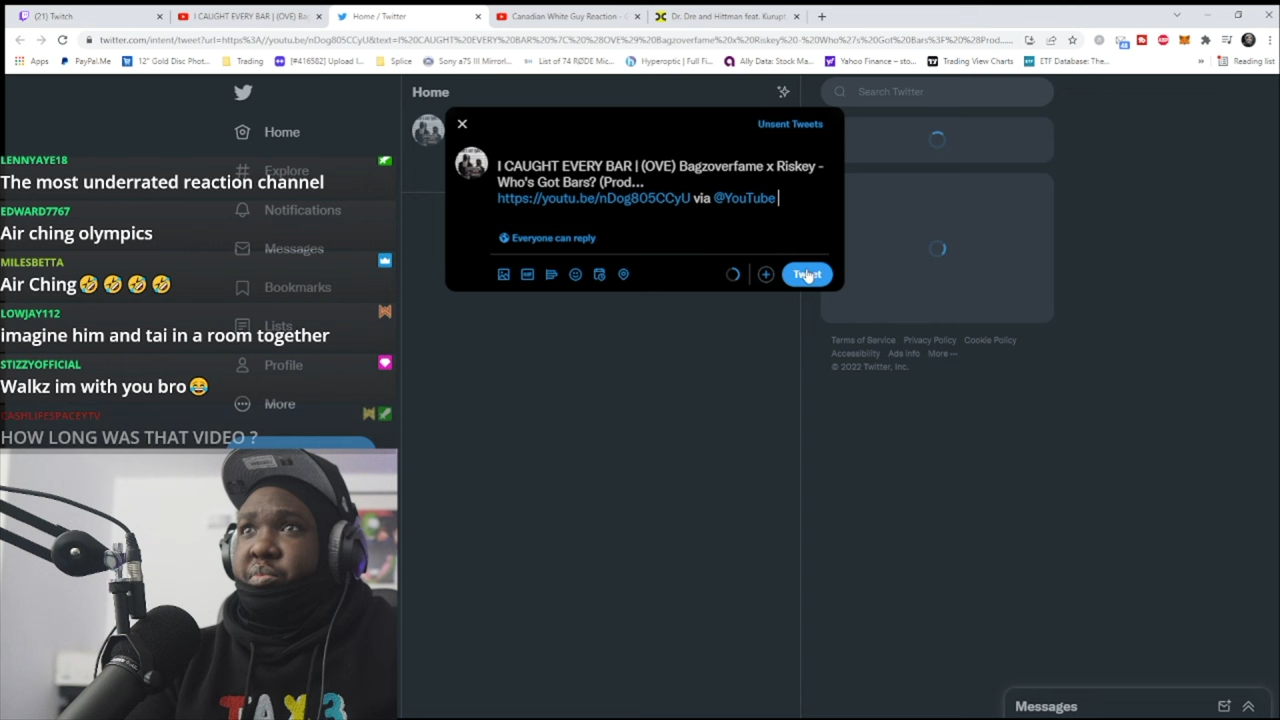 (21) Twitch
I CAUGHT EVERY BAR | (OVE) Bag
Home / Twitter
Canadian White Guy Reaction -
Dr. Dre and Hittman feat. Kurupt
twitter.com/intent/tweet?url=https%3A//youtu.be/nDog805CCyU&text=I%20CAUGHT%20EVERY%20BAR%20%7C%20%28OVE%29%20Bagzoverfame%20x%20Riskey%20-%20Who%27s%20Got%20Bars%3F%20%28Prod....
Apps
PayPal.Me
12" Gold Disc Phot...
Trading
[#416582] Upload I...
Splice
Sony a7S III Mirrorl...
List of 74 RØDE Mic...
Hyperoptic | Full Fi...
Ally Data: Stock Ma...
Yahoo Finance – sto...
Trading View Charts
ETF Database: The...
Reading list
Home
Explore
Notifications
Messages
Bookmarks
Lists
Profile
More
LENNYAYE18
The most underrated reaction channel
EDWARD7767
Air ching olympics
MILESBETTA
Air Ching🤣🤣🤣🤣
LOWJAY112
imagine him and tai in a room together
STIZZYOFFICIAL
Walkz im with you bro😂
CASHLIFESPACEYTV
HOW LONG WAS THAT VIDEO ?
Home
Unsent Tweets
I CAUGHT EVERY BAR | (OVE) Bagzoverfame x Riskey -
Who's Got Bars? (Prod...
https://youtu.be/nDog805CCyU via @YouTube
Everyone can reply
GIF
Tweet
Search Twitter
Terms of Service Privacy Policy Cookie Policy
Accessibility Ads info More ···
© 2022 Twitter, Inc.
Messages
TAX3